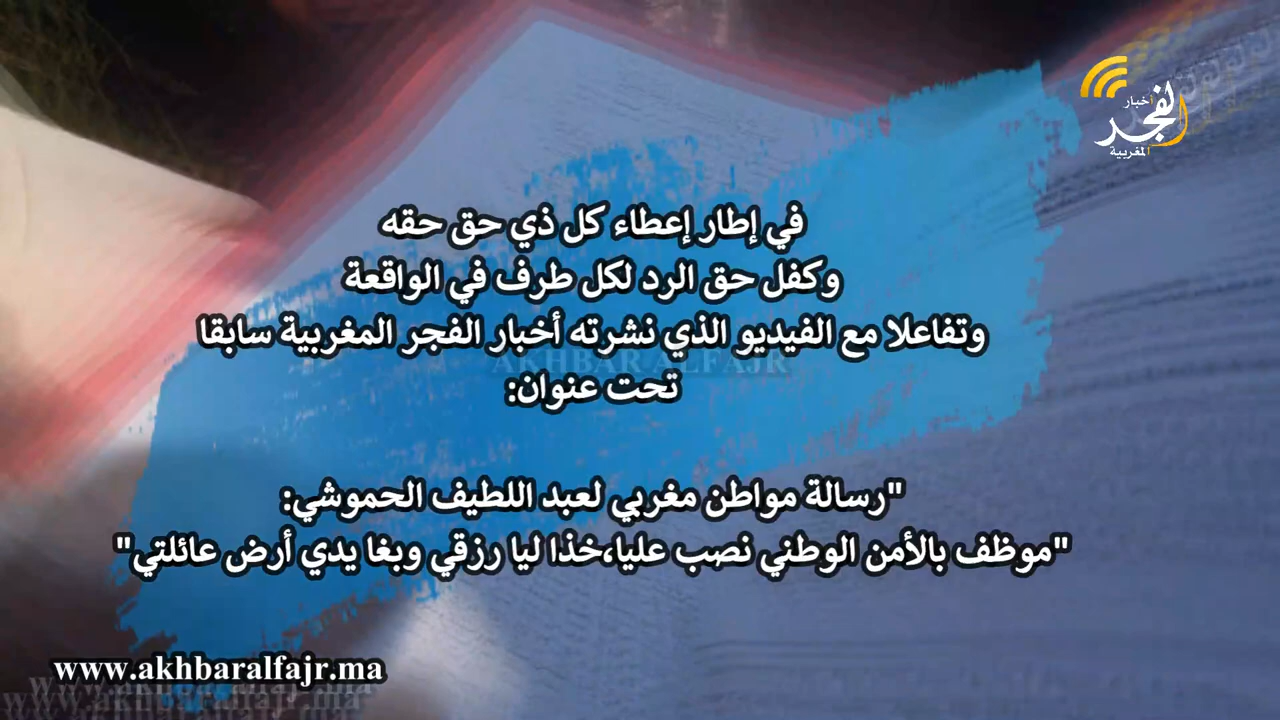 أخبار
الفجر
المغربية
في إطار إعطاء كل ذي حق حقه
وكفل حق الرد لكل طرف في الواقعة
وتفاعلا مع الفيديو الذي نشرته أخبار الفجر المغربية سابقا
AKHBAR ALFAJR
تحت عنوان:
"رسالة مواطن مغربي لعبد اللطيف الحموشي:
"موظف بالأمن الوطني نصب عليا،خذا ليا رزقي وبغا يدي أرض عائلتي"
www.akhbaralfajr.ma